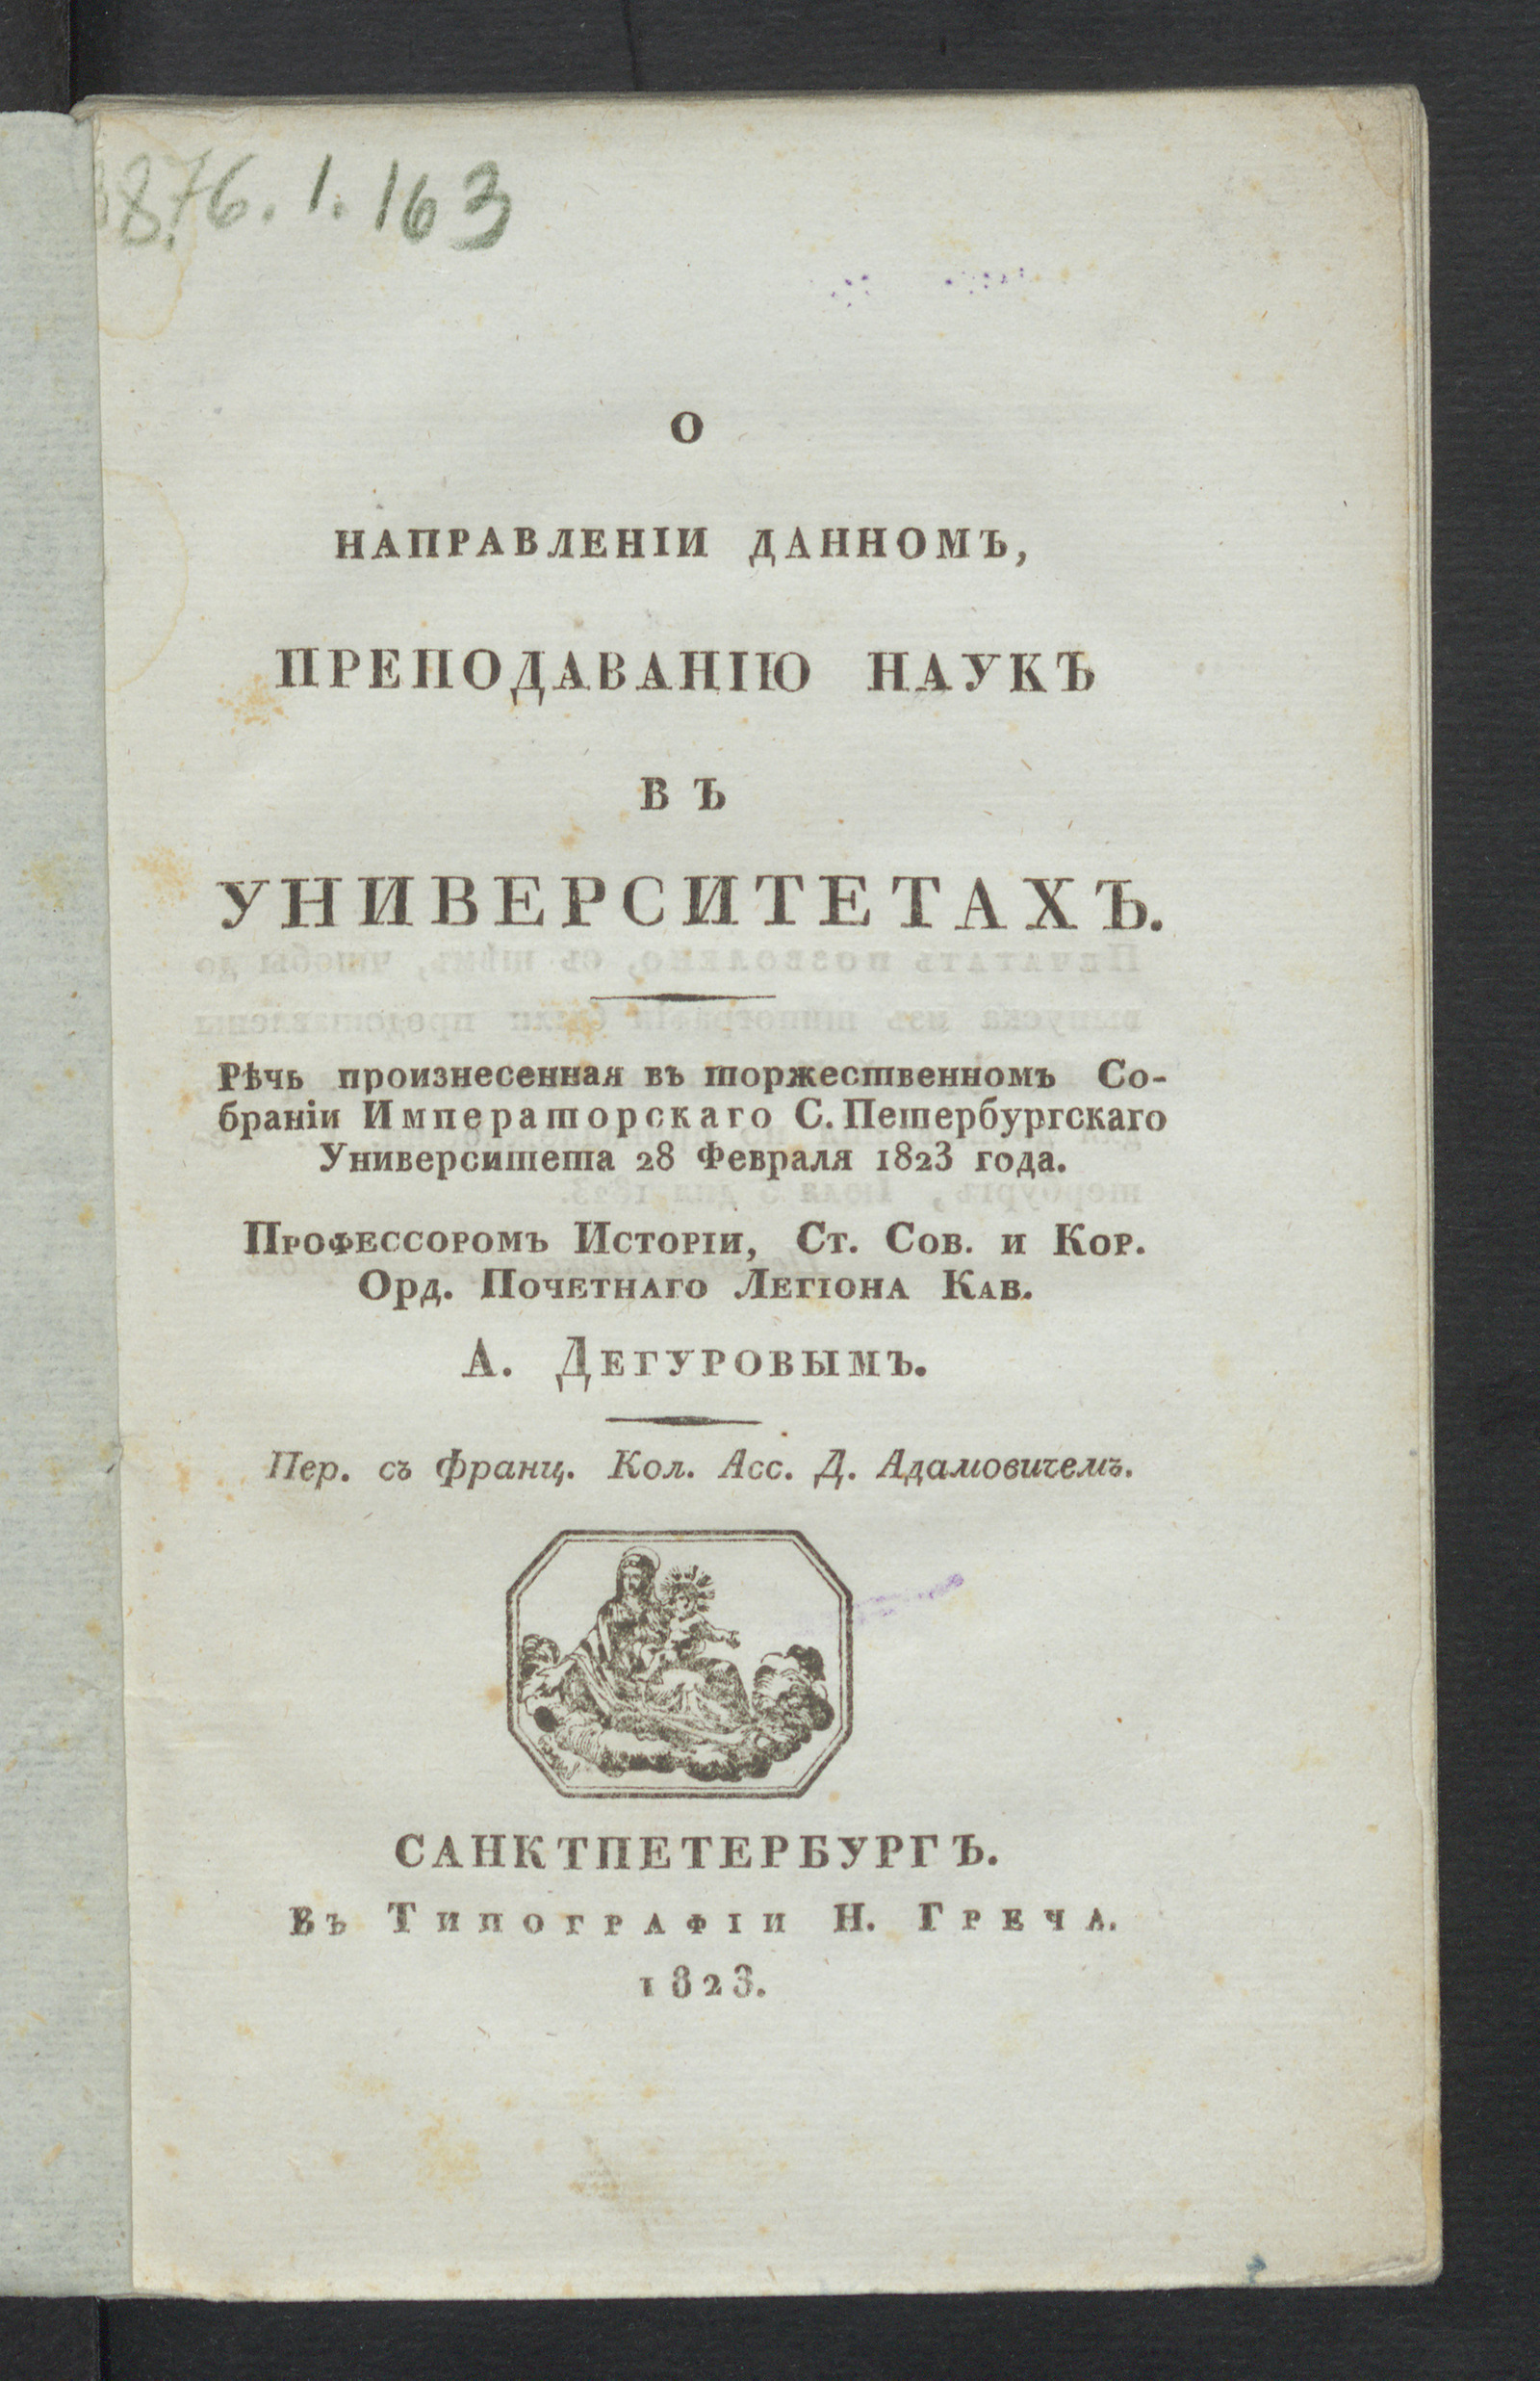 876.1.163
О
НАПРАВЛЕНІИ ДАННОМЪ,
ПРЕПОДАВАНІЮ НАУКЪ
ВЪ
УНИВЕРСИТЕТАХЪ.
Рѣчь произнесенная въ торжественномъ Со-
браніи Императорскаго С. Петербургскаго
Университета 28 Февраля 1823 года.
Профессоромъ Исторіи, Ст. Сов. и Кор.
Орд. Почетнаго Легіона Кав.
А. Дегуровымъ.
Пер. съ франц. Кол. Асс. Д. Адамовичемъ.
САНКТПЕТЕРБУРГЪ.
Въ Типографіи Н. Греча.
1823.